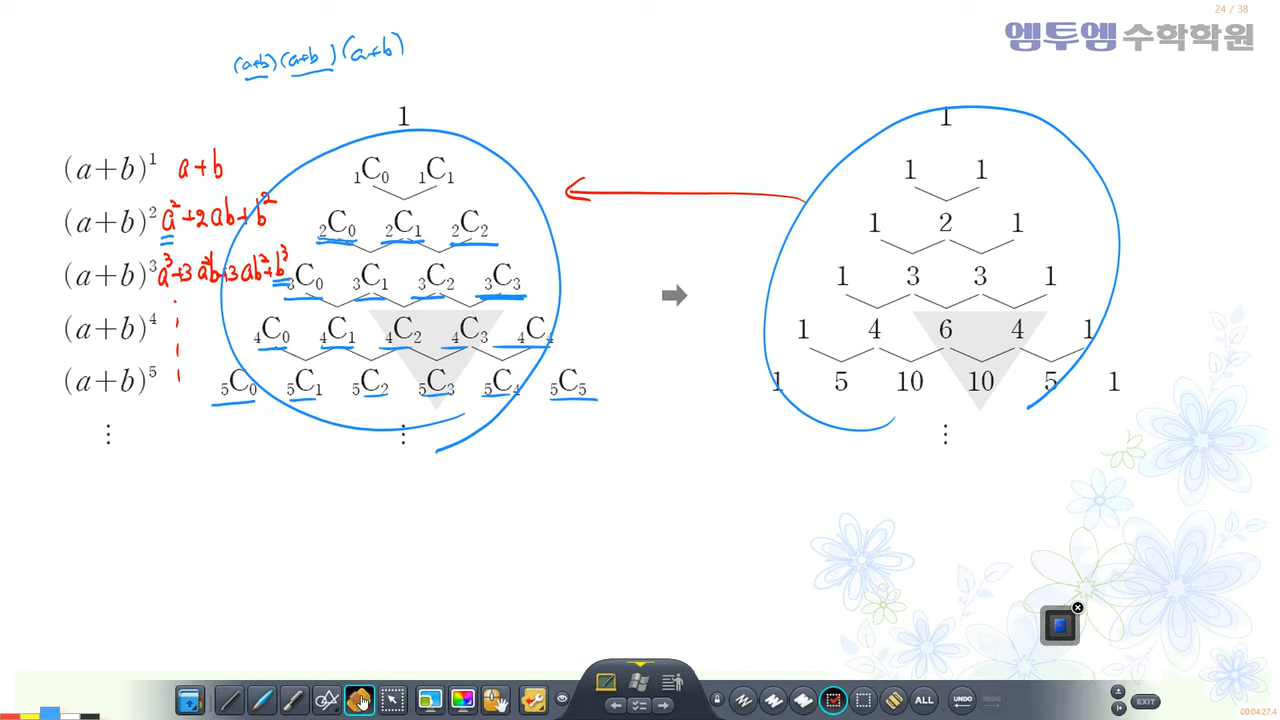 24 / 38
엠투엠수학학원
(a+b)(a+b)(a+b)
1
(a+b)¹ a+b
₁C₀ ₁C₁
(a+b)² a²+2ab+b²
₂C₀ ₂C₁ ₂C₂
(a+b)³ a³+3a²b+3ab²+b³
₃C₀ ₃C₁ ₃C₂ ₃C₃
(a+b)⁴
₄C₀ ₄C₁ ₄C₂ ₄C₃ ₄C₄
(a+b)⁵
₅C₀ ₅C₁ ₅C₂ ₅C₃ ₅C₄ ₅C₅
⋮ ⋮
1
1 1
1 2 1
1 3 3 1
1 4 6 4 1
1 5 10 10 5 1
⋮
ALL UNDO REDO EXIT
00:04:27.4